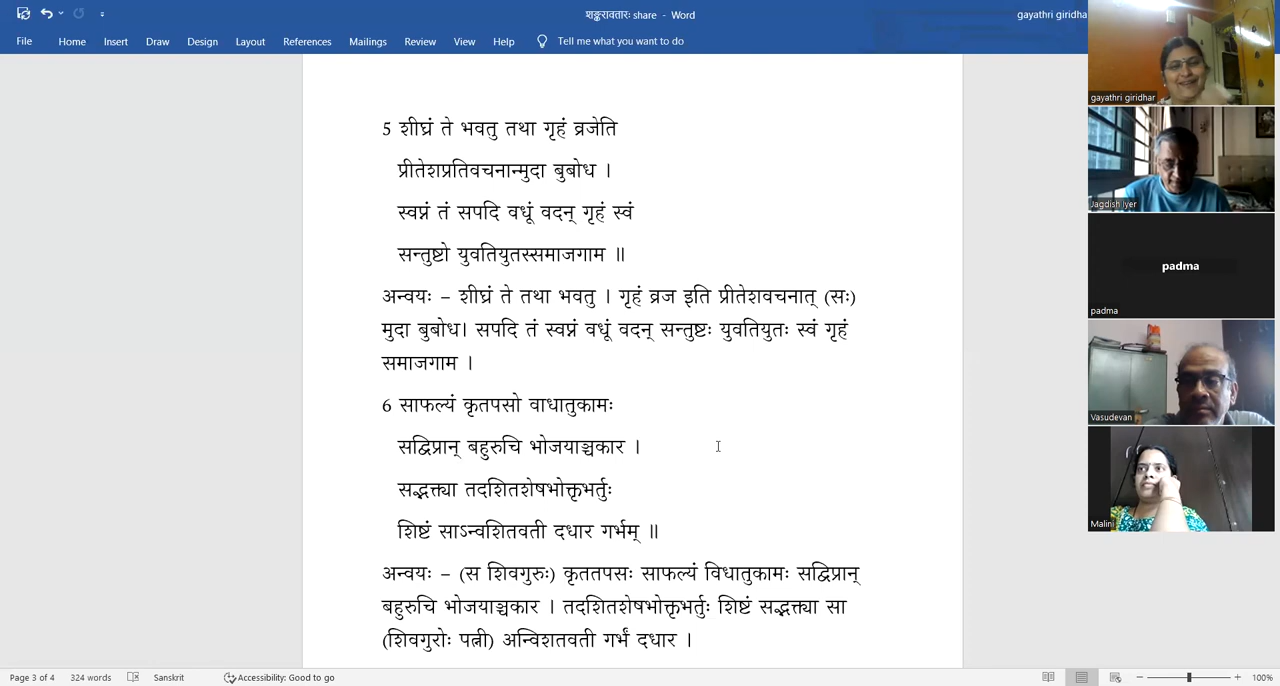 शङ्करावतारः share - Word
gayathri giridha
File Home Insert Draw Design Layout References Mailings Review View Help Tell me what you want to do
5 शीघ्रं ते भवतु तथा गृहं व्रजेति
प्रीतेशप्रतिवचनान्मुदा बुबोध ।
स्वप्नं तं सपदि वधूं वदन् गृहं स्वं
सन्तुष्टो युवतियुतस्समाजगाम ॥
अन्वयः – शीघ्रं ते तथा भवतु । गृहं व्रज इति प्रीतेशवचनात् (सः)
मुदा बुबोध। सपदि तं स्वप्नं वधूं वदन् सन्तुष्टः युवतियुतः स्वं गृहं
समाजगाम ।
6 साफल्यं कृतपसो वाधातुकामः
सद्विप्रान् बहुरुचि भोजयाञ्चकार ।
सद्भक्त्या तदशितशेषभोक्तृभर्तुः
शिष्टं साऽन्वशितवती दधार गर्भम् ॥
अन्वयः – (स शिवगुरुः) कृततपसः साफल्यं विधातुकामः सद्विप्रान्
बहुरुचि भोजयाञ्चकार । तदशितशेषभोक्तृभर्तुः शिष्टं सद्भक्त्या सा
(शिवगुरोः पत्नी) अन्विशतवती गर्भं दधार ।
gayathri giridhar
Jagdish Iyer
padma
padma
Vasudevan
Malini
Page 3 of 4 324 words Sanskrit Accessibility: Good to go 100%